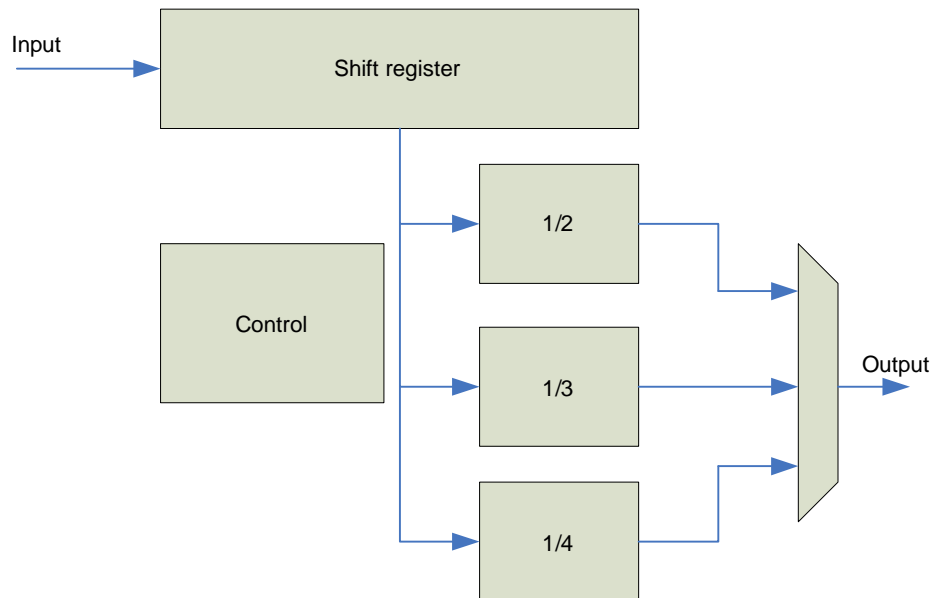 Input
Shift register
1/2
Control
1/3
Output
1/4